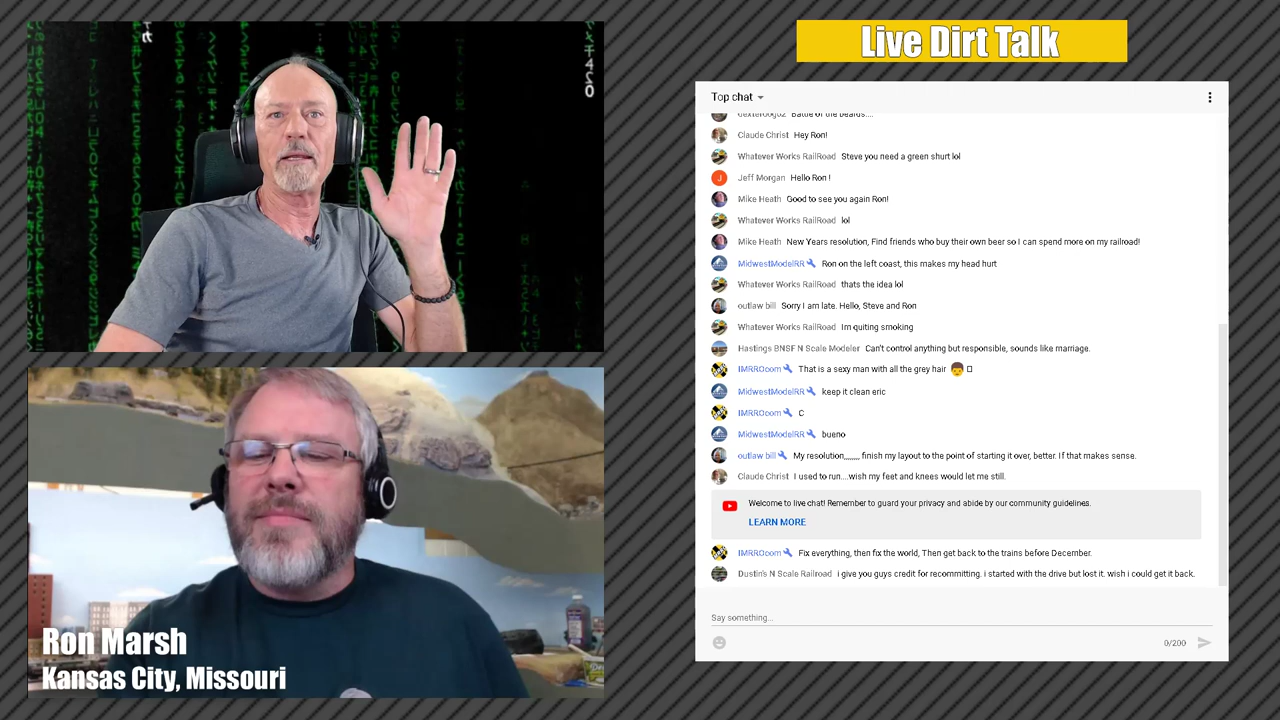 Live Dirt Talk
Top chat
dexterdog62 Battle of the beards....
Claude Christ Hey Ron!
Whatever Works RailRoad Steve you need a green shurt lol
J Jeff Morgan Hello Ron !
Mike Heath Good to see you again Ron!
Whatever Works RailRoad lol
Mike Heath New Years resolution, Find friends who buy their own beer so I can spend more on my railroad!
MidwestModelRR Ron on the left coast, this makes my head hurt
Whatever Works RailRoad thats the idea lol
outlaw bill Sorry I am late. Hello, Steve and Ron
Whatever Works RailRoad Im quiting smoking
Hastings BNSF N Scale Modeler Can't control anything but responsible, sounds like marriage.
IMRROcom That is a sexy man with all the grey hair
MidwestModelRR keep it clean eric
IMRROcom C
MidwestModelRR bueno
outlaw bill My resolution,,,,,,,, finish my layout to the point of starting it over, better. If that makes sense.
Claude Christ I used to run....wish my feet and knees would let me still.
Welcome to live chat! Remember to guard your privacy and abide by our community guidelines.
LEARN MORE
IMRROcom Fix everything, then fix the world, Then get back to the trains before December.
Dustin's N Scale Railroad i give you guys credit for recommitting. i started with the drive but lost it. wish i could get it back.
Say something...
0/200
Ron Marsh
Kansas City, Missouri